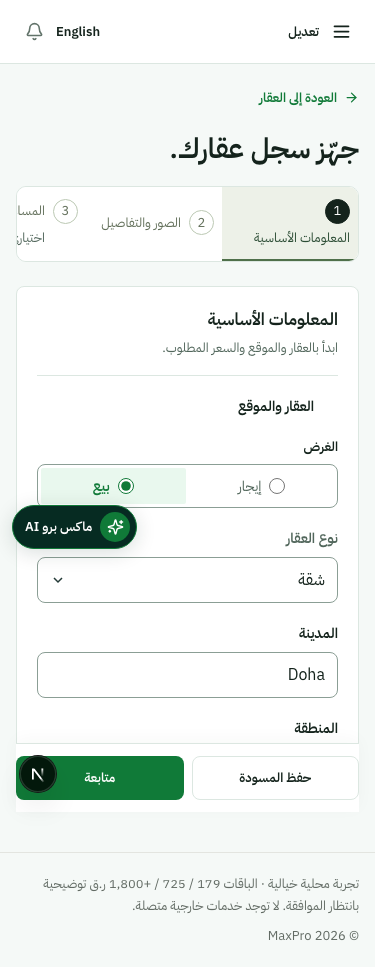 تعديل
English
العودة إلى العقار
جهّز سجل عقارك.
1
المعلومات الأساسية
2 الصور والتفاصيل
3 المسا
اختيار
المعلومات الأساسية
ابدأ بالعقار والموقع والسعر المطلوب.
العقار والموقع
الغرض
إيجار
بيع
ماكس برو AI
نوع العقار
شقة
المدينة
Doha
المنطقة
حفظ المسودة
متابعة
N
تجربة محلية خيالية · الباقات 179 / 725 / +1,800 ر.ق توضيحية
بانتظار الموافقة. لا توجد خدمات خارجية متصلة.
© 2026 MaxPro